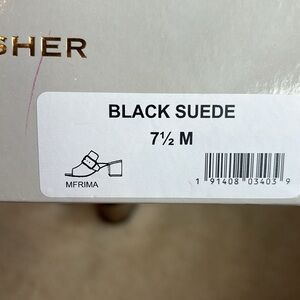 SHER
BLACK SUEDE
7½ M
MFRIMA
1 91408 03403 9